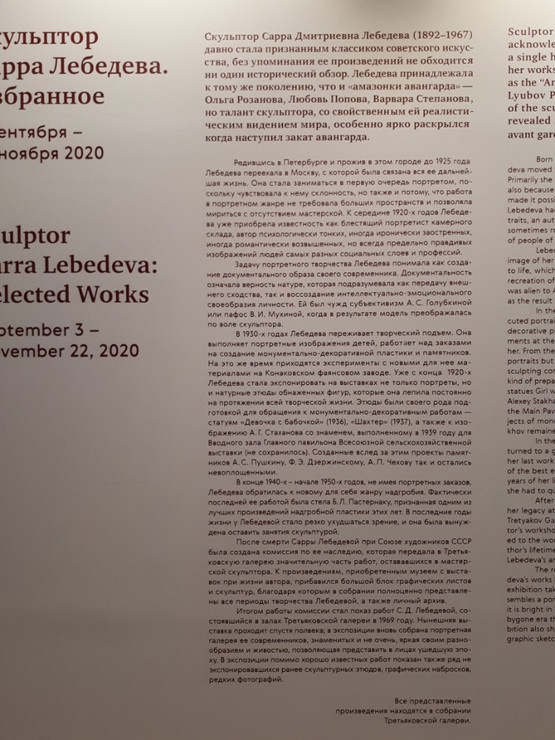 кульптор
арра Лебедева.
збранное
ентября –
ноября 2020
ulptor
arra Lebedeva:
elected Works
ptember 3 –
vember 22, 2020
Скульптор Сарра Дмитриевна Лебедева (1892–1967)
давно стала признанным классиком советского искус-
ства, без упоминания ее произведений не обходится
ни один исторический обзор. Лебедева принадлежала
к тому же поколению, что и «амазонки авангарда» —
Ольга Розанова, Любовь Попова, Варвара Степанова,
но талант скульптора, со свойственным ей реалисти-
ческим видением мира, особенно ярко раскрылся
когда наступил закат авангарда.
Родившись в Петербурге и прожив в этом городе до 1925 года
Лебедева переехала в Москву, с которой была связана вся ее дальней-
шая жизнь. Она стала заниматься в первую очередь портретом, по-
скольку чувствовала к нему склонность, но также и потому, что работа
в портретном жанре не требовала больших пространств и позволяла
мириться с отсутствием мастерской. К середине 1920-х годов Лебеде-
ва уже приобрела известность как блестящий портретист камерного
склада, автор психологически тонких, иногда иронически заостренных,
иногда романтически возвышенных, но всегда предельно правдивых
изображений людей самых разных социальных слоев и профессий.
Задачу портретного творчества Лебедева понимала как созда-
ние документального образа своего современника. Документальность
означала верность натуре, которая подразумевала как передачу внеш-
него сходства, так и воссоздание интеллектуально-эмоционального
своеобразия личности. Ей был чужд субъективизм А.С. Голубкиной
или пафос В.И. Мухиной, когда в результате модель преображалась
по воле скульптора.
В 1930-х годах Лебедева переживает творческий подъем. Она
выполняет портретные изображения детей, работает над заказами
на создание монументально-декоративной пластики и памятников.
На это же время приходятся эксперименты с новыми для нее ма-
териалами на Конаковском фаянсовом заводе. Уже с конца 1920-х
Лебедева стала экспонировать на выставках не только портреты, но
и натурные этюды обнаженных фигур, которые она лепила постоянно
на протяжении всей творческой жизни. Этюды были своего рода под-
готовкой для обращения к монументально-декоративным работам —
статуям «Девочка с бабочкой» (1936), «Шахтер» (1937), а также к изо-
бражению А.Г. Стаханова со знаменем, выполненному в 1939 году для
Вводного зала Главного павильона Всесоюзной сельскохозяйственной
выставки (не сохранилось). Созданные вслед за этим проекты памят-
ников А.С. Пушкину, Ф.Э. Дзержинскому, А.П. Чехову так и остались
невоплощенными.
В конце 1940-х – начале 1950-х годов, не имея портретных заказов,
Лебедева обратилась к новому для себя жанру надгробия. Фактически
последней ее работой была стела Б.Л. Пастернаку, признанная одним из
лучших произведений надгробной пластики этих лет. В последние годы
жизни у Лебедевой стало резко ухудшаться зрение, и она была вынуж-
дена оставить занятия скульптурой.
После смерти Сарры Лебедевой при Союзе художников СССР
была создана комиссия по ее наследию, которая передала в Третья-
ковскую галерею значительную часть работ, остававшихся в мастер-
ской скульптора. К произведениям, приобретенным музеем с выста-
вок при жизни автора, прибавился большой блок графических листов
и скульптур, благодаря которым в собрании полноценно представле-
ны все периоды творчества Лебедевой, а также личный архив.
Итогом работы комиссии стал показ работ С.Д. Лебедевой, со-
стоявшийся в залах Третьяковской галереи в 1969 году. Нынешняя вы-
ставка проходит спустя полвека; в экспозиции вновь собрана портретная
галерея ее современников, знаменитых и не очень, яркая своим разно-
образием и живостью, позволяющая представить в лицах ушедшую эпо-
ху. В экспозиции помимо хорошо известных работ показан также ряд не
экспонировавшихся ранее скульптурных этюдов, графических набросков,
редких фотографий.
Все представленные
произведения находятся в собрании
Третьяковской галереи.
Sculptor
acknowle
a single h
her works
as the "Am
Lyubov P
of the scu
revealed
avant gar
Born
deva moved
Primarily she
also because
made it possi
Lebedeva ha
traits, an aut
sometimes ro
of people of
Lebe
image of her
to life, which
recreation of
was alien to A
as the result
In the
cuted portrai
decorative p
ments at the
her. From the
portraits but
sculpting con
kind of prepa
statues Girl w
Alexey Stakha
the Main Pav
jects of monu
khov remaine
In the
turned to a g
her last work
of the best e
years of her li
she had to qu
After
her legacy at
Tretyakov Ga
tor's worksho
ed to the wor
thor's lifetime
Lebedeva's ar
The r
deva's works
exhibition tak
sembles a por
it is bright in
bygone era th
bition also sh
graphic sketc